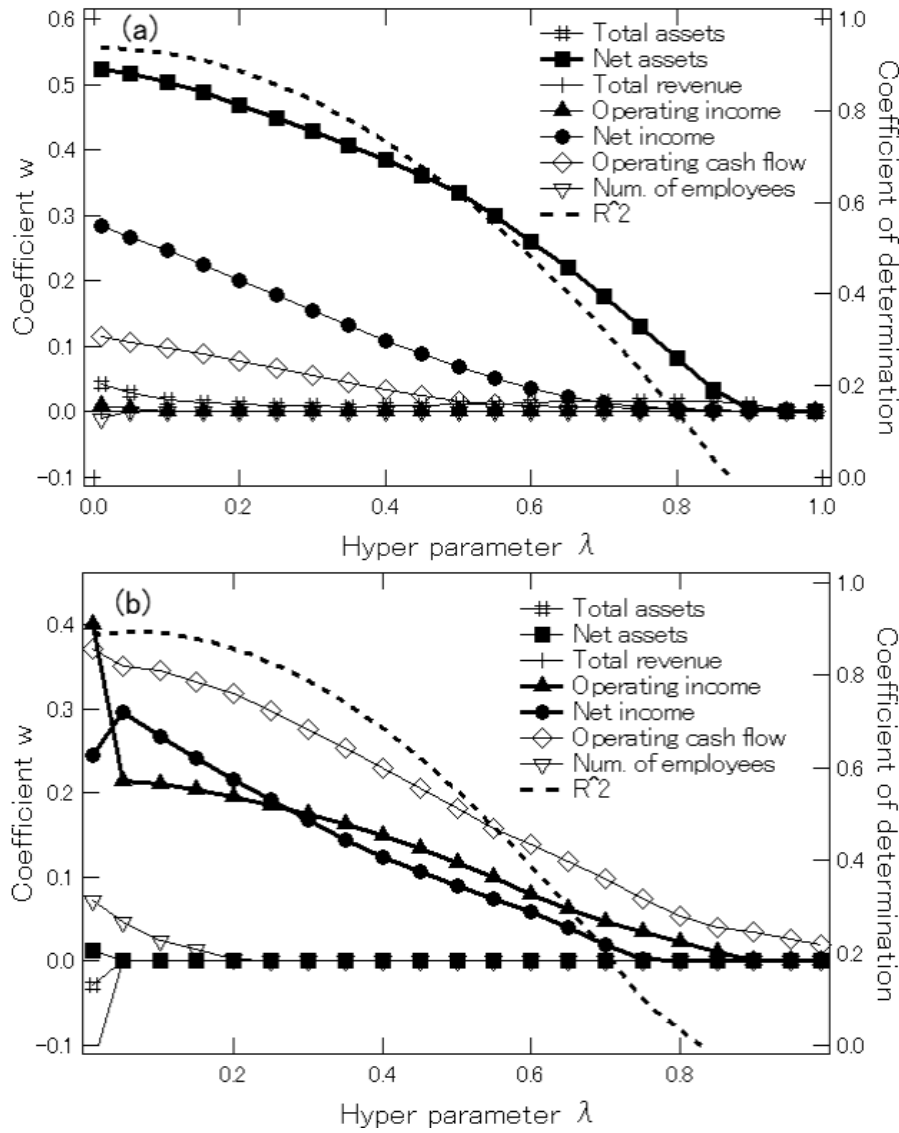 (a)
Total assets
Net assets
Total revenue
Operating income
Net income
Operating cash flow
Num. of employees
R^2
0.6
0.5
0.4
0.3
0.2
0.1
0.0
-0.1
Coefficient w
1.0
0.8
0.6
0.4
0.2
0.0
Coefficient of determination
0.0 0.2 0.4 0.6 0.8 1.0
Hyper parameter λ
(b)
Total assets
Net assets
Total revenue
Operating income
Net income
Operating cash flow
Num. of employees
R^2
0.4
0.3
0.2
0.1
0.0
-0.1
Coefficient w
1.0
0.8
0.6
0.4
0.2
0.0
Coefficient of determination
0.2 0.4 0.6 0.8
Hyper parameter λ